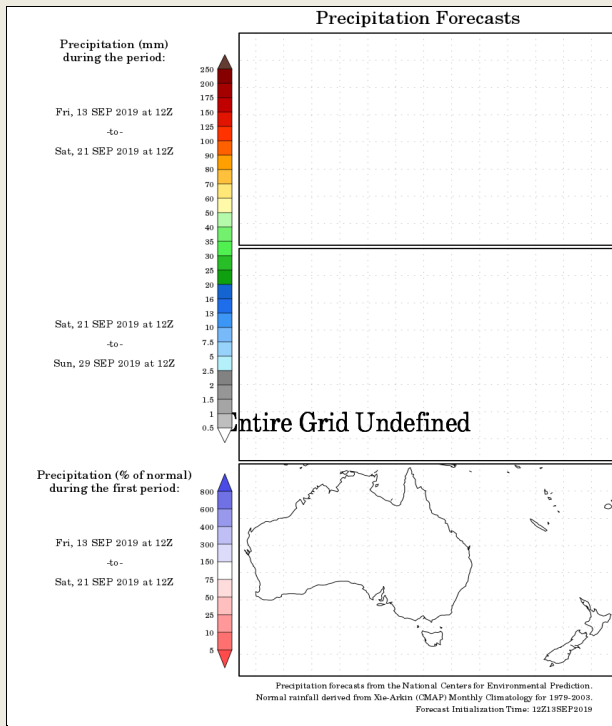 Precipitation Forecasts
Precipitation (mm)
during the period:
Fri, 13 SEP 2019 at 12Z
-to-
Sat, 21 SEP 2019 at 12Z
250
200
175
150
125
100
90
80
70
60
50
40
35
30
25
20
16
13
10
7.5
5
2.5
2
1.5
1
0.5
Sat, 21 SEP 2019 at 12Z
-to-
Sun, 29 SEP 2019 at 12Z
Entire Grid Undefined
Precipitation (% of normal)
during the first period:
Fri, 13 SEP 2019 at 12Z
-to-
Sat, 21 SEP 2019 at 12Z
800
600
400
300
150
75
50
25
10
5
Precipitation forecasts from the National Centers for Environmental Prediction.
Normal rainfall derived from Xie-Arkin (CMAP) Monthly Climatology for 1979-2003.
Forecast Initialization Time: 12Z13SEP2019